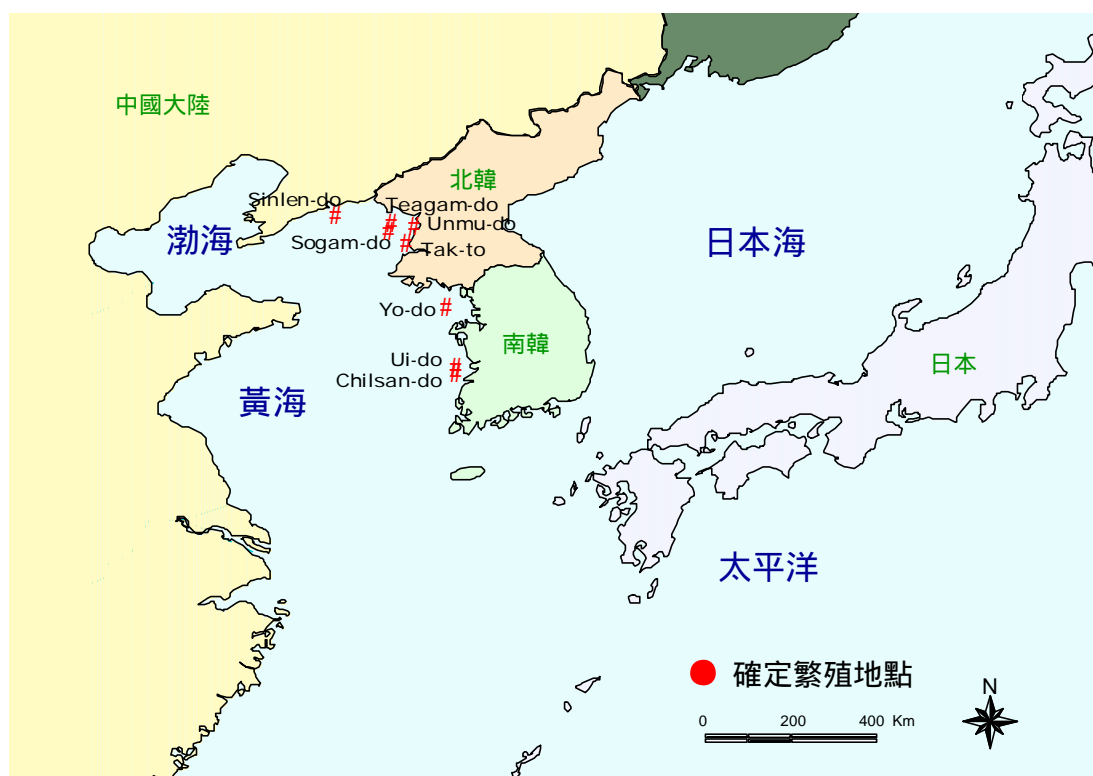 中國大陸
北韓
Sinlen-do
#
Teagam-do
#
#
#
Unmu-do
渤海
Sogam-do
#
Tak-to
日本海
Yo-do
#
南韓
Ui-do
#
日本
Chilsan-do
#
黃海
太平洋
確定繁殖地點
N
0 200 400 Km